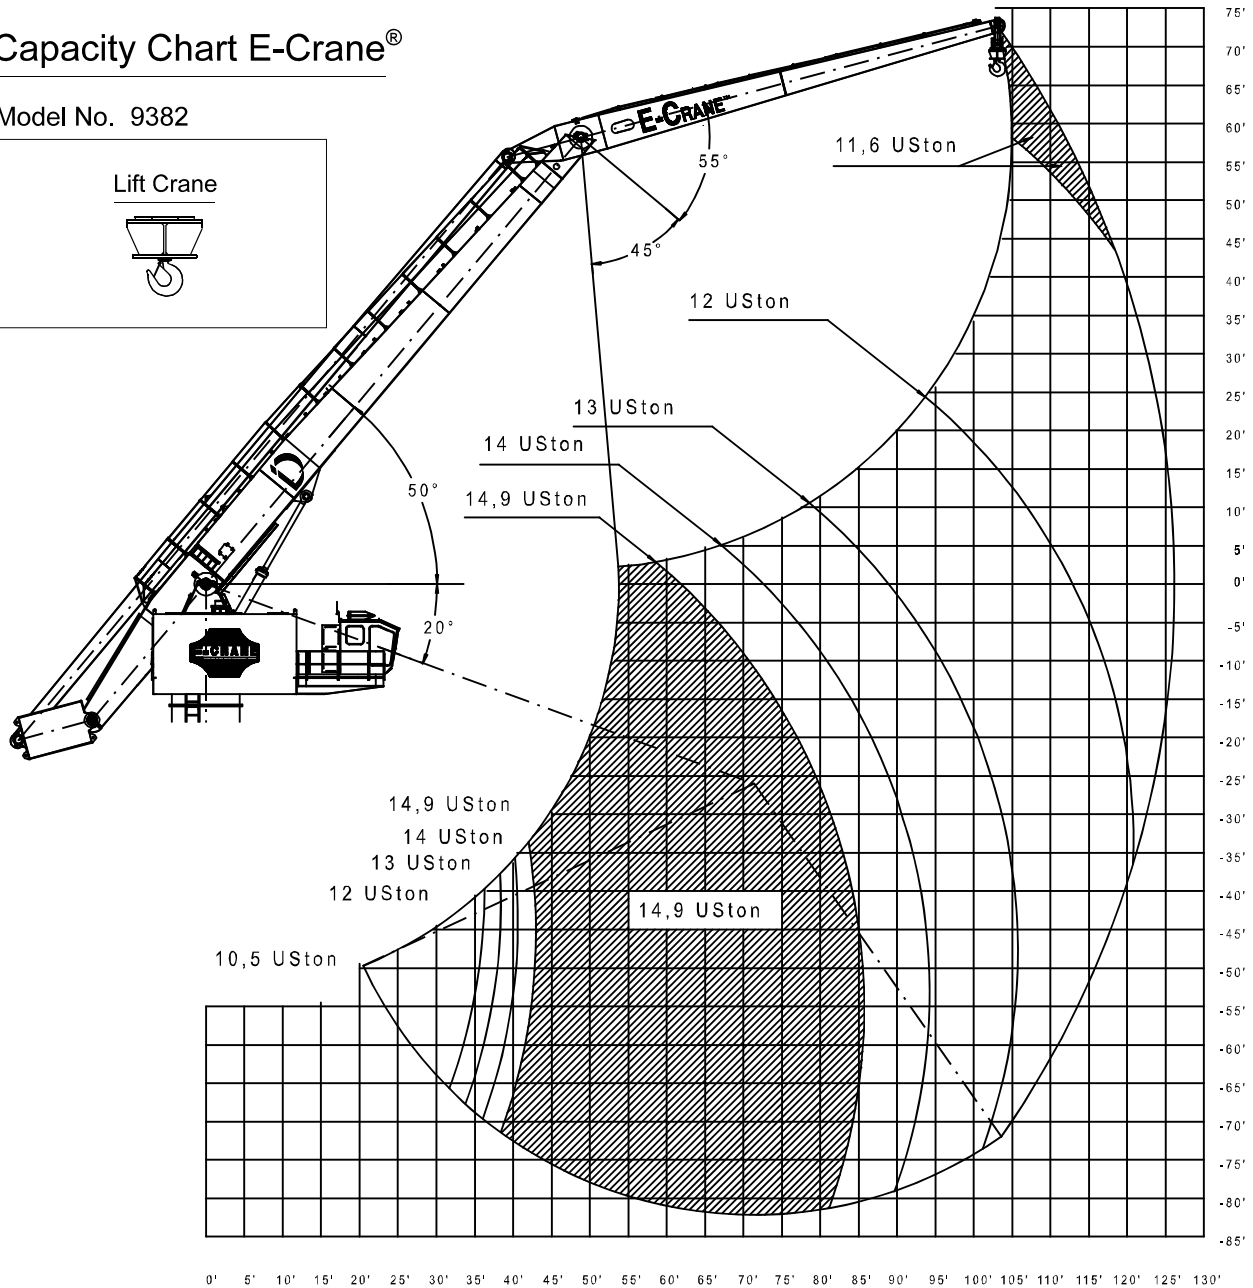 Capacity Chart E-Crane®
Model No. 9382
Lift Crane
E-CRANE™
55°
45°
11,6 USton
12 USton
13 USton
14 USton
14,9 USton
50°
20°
E-CRANE
14,9 USton
14 USton
13 USton
12 USton
10,5 USton
14,9 USton
75'
70'
65'
60'
55'
50'
45'
40'
35'
30'
25'
20'
15'
10'
5'
0'
-5'
-10'
-15'
-20'
-25'
-30'
-35'
-40'
-45'
-50'
-55'
-60'
-65'
-70'
-75'
-80'
-85'
0' 5' 10' 15' 20' 25' 30' 35' 40' 45' 50' 55' 60' 65' 70' 75' 80' 85' 90' 95' 100' 105' 110' 115' 120' 125' 130'